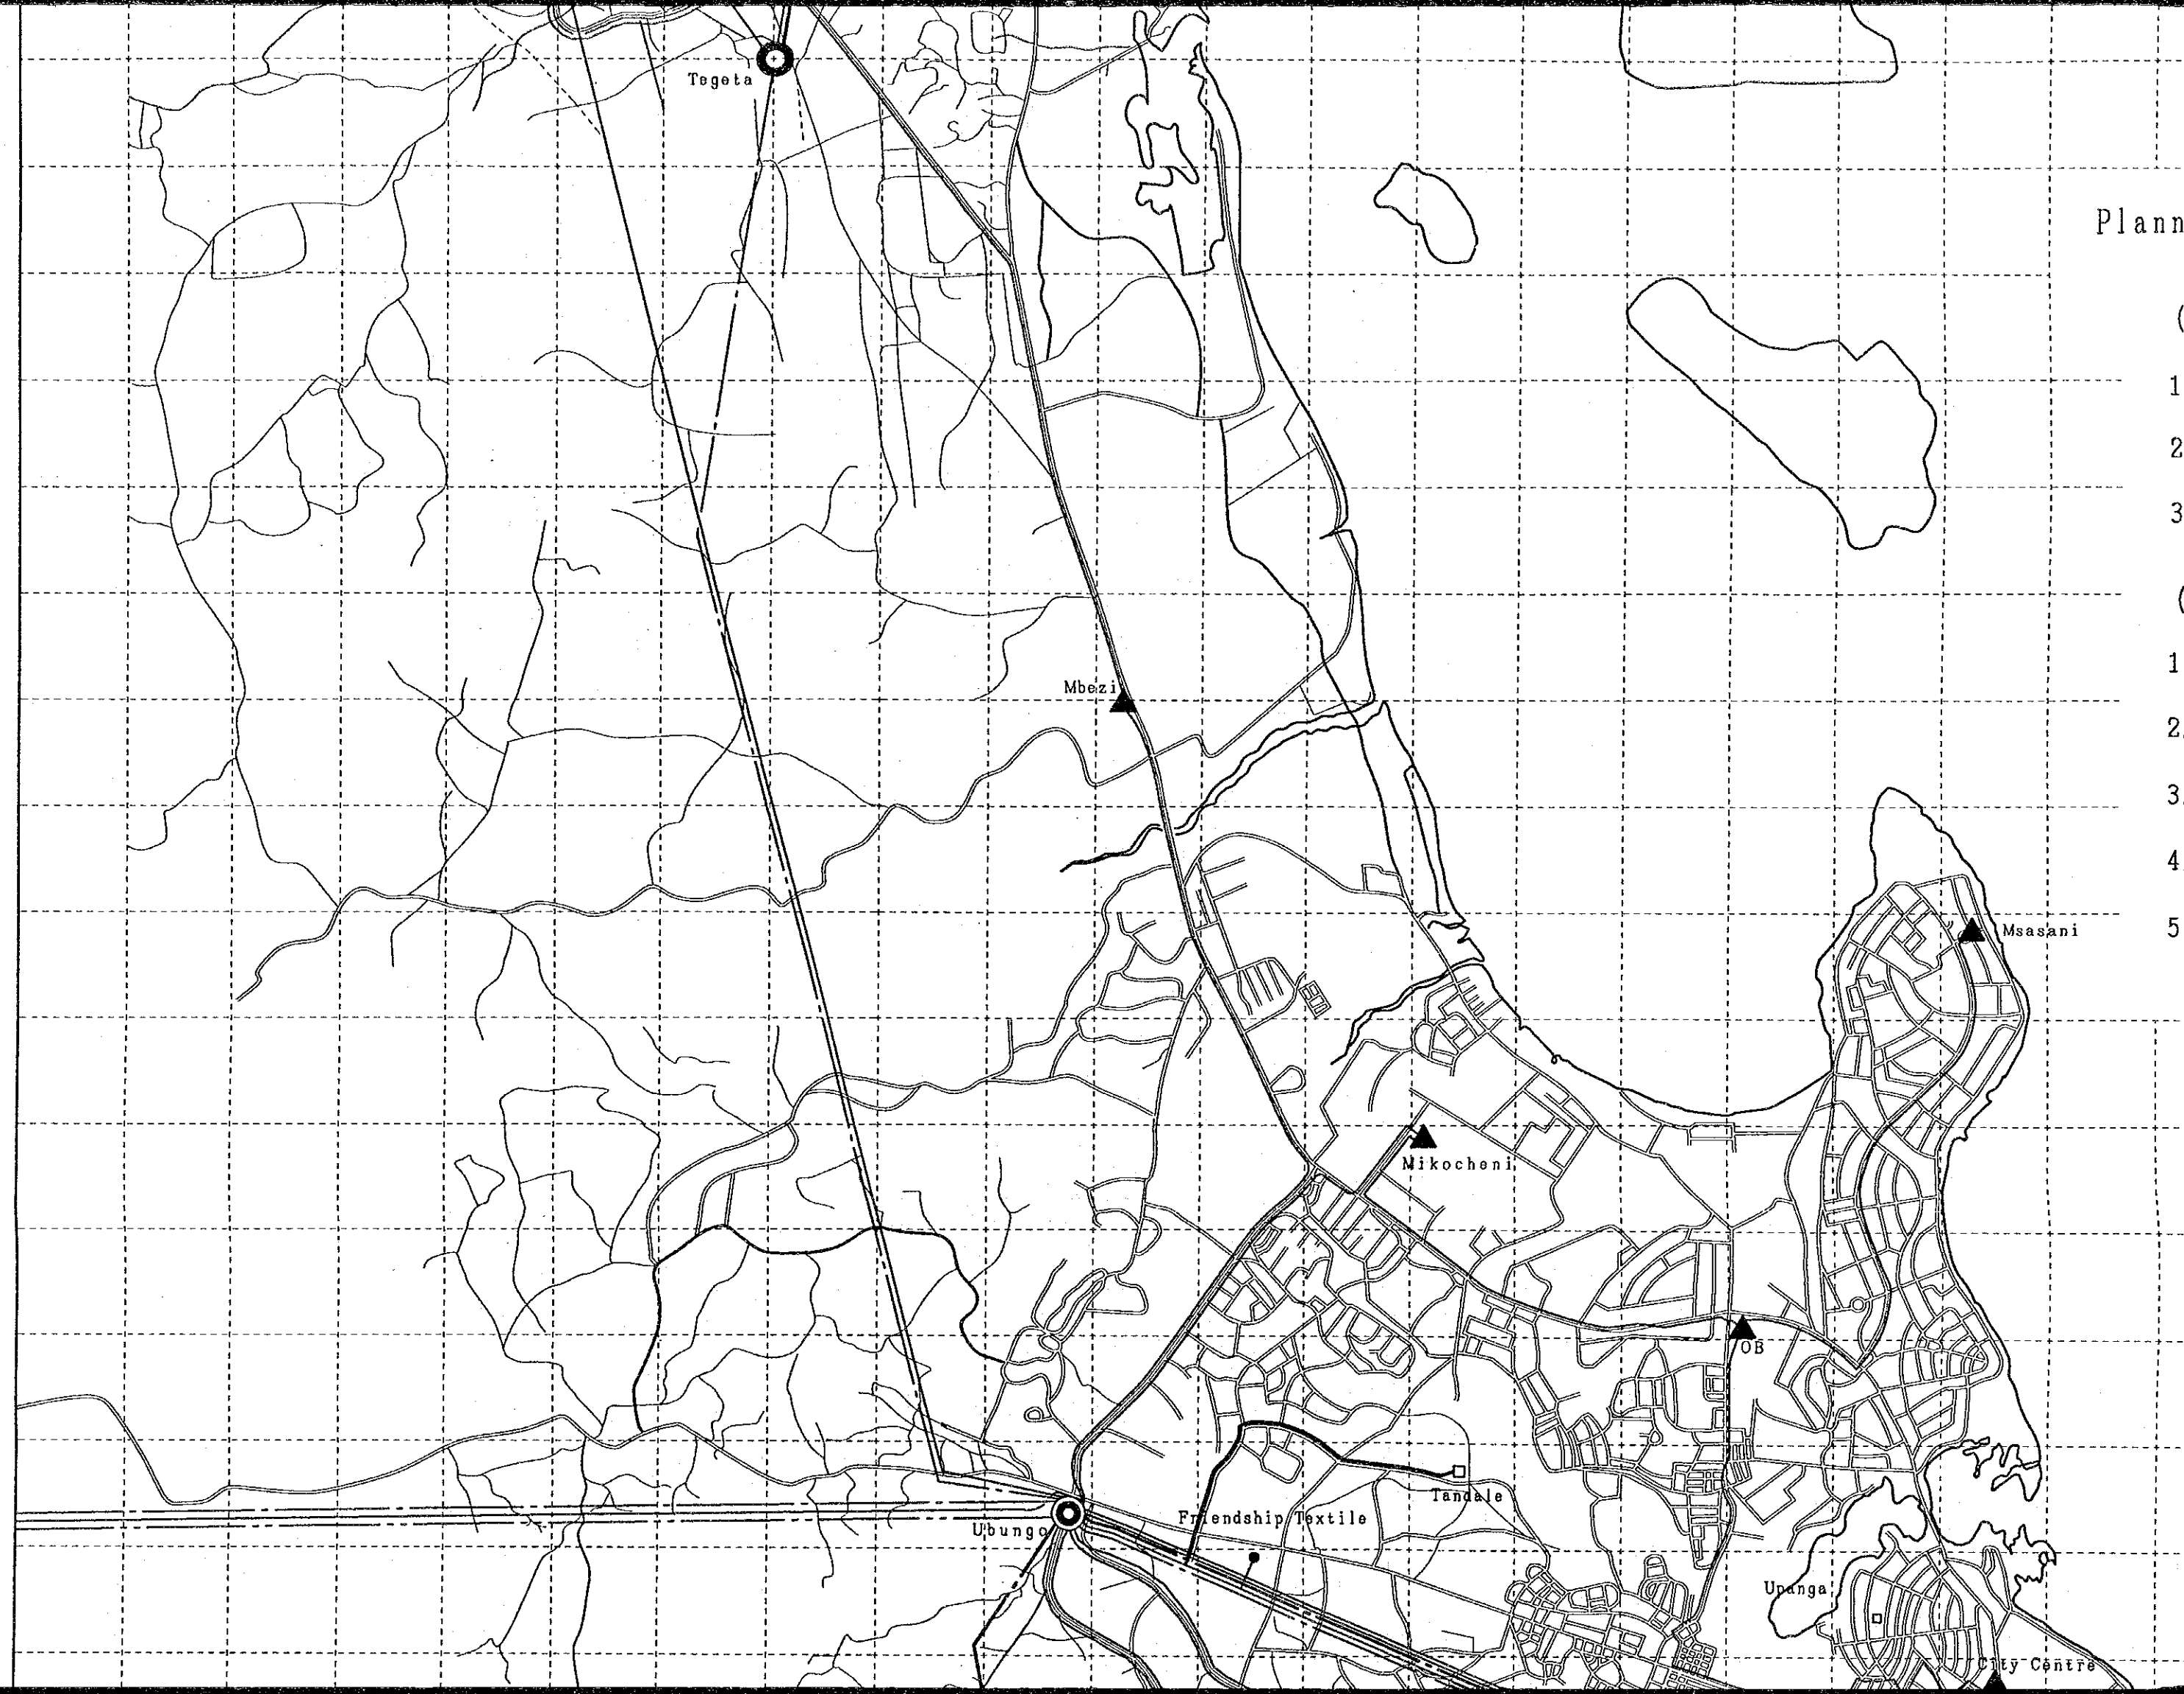 Tegeta
Plann
(
1
2
3
(
1
Mbezi
2
3
4
5
Msasani
Mikocheni
OB
Tandale
Friendship Textile
Ubungo
Upanga
City Centre